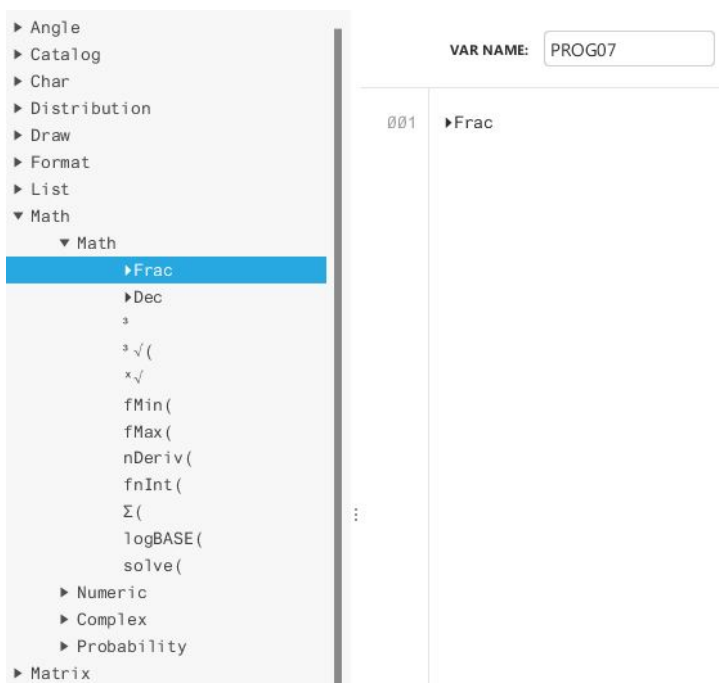 ▸ Angle
▸ Catalog
▸ Char
▸ Distribution
▸ Draw
▸ Format
▸ List
▾ Math
▾ Math
▸Frac
▸Dec
³
³√(
ˣ√
fMin(
fMax(
nDeriv(
fnInt(
Σ(
logBASE(
solve(
▸ Numeric
▸ Complex
▸ Probability
▸ Matrix
VAR NAME: PROG07
001 ▸Frac